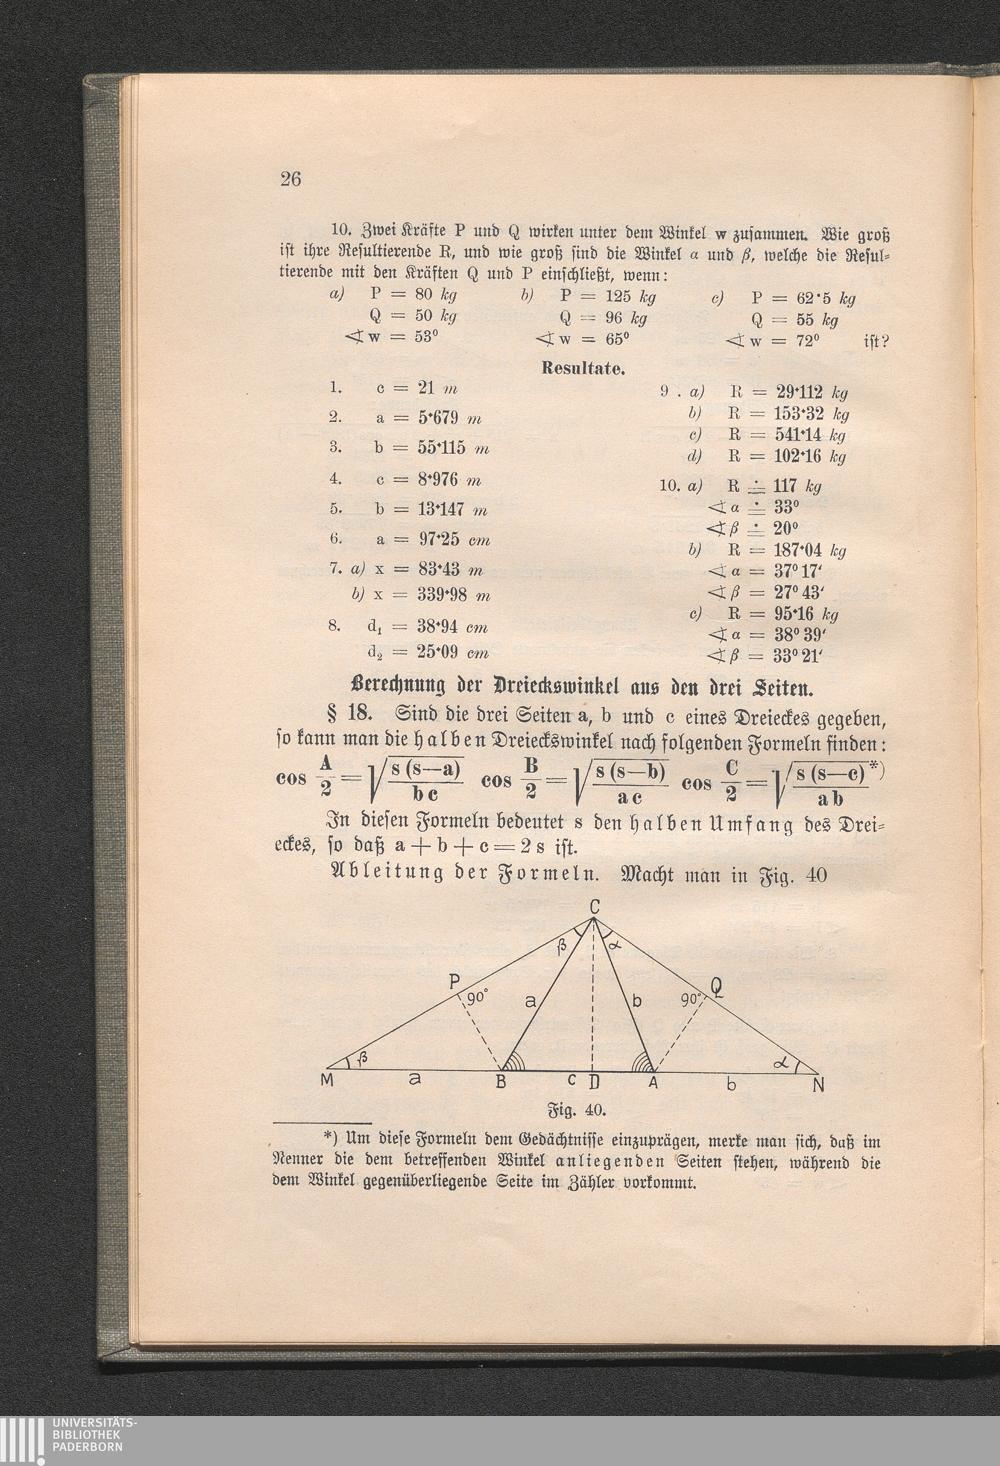 26
10. Zwei Kräfte P und Q wirken unter dem Winkel w zusammen. Wie groß
ist ihre Resultierende R, und wie groß sind die Winkel α und β, welche die Resul-
tierende mit den Kräften Q und P einschließt, wenn:
a) P = 80 kg b) P = 125 kg c) P = 62·5 kg
Q = 50 kg Q = 96 kg Q = 55 kg
∢ w = 53° ∢ w = 65° ∢ w = 72° ist?
Resultate.
1. c = 21 m
2. a = 5·679 m
3. b = 55·115 m
4. c = 8·976 m
5. b = 13·147 m
6. a = 97·25 cm
7. a) x = 83·43 m
b) x = 339·98 m
8. d₁ = 38·94 cm
d₂ = 25·09 cm
9 . a) R = 29·112 kg
b) R = 153·32 kg
c) R = 541·14 kg
d) R = 102·16 kg
10. a) R ≐ 117 kg
∢ α ≐ 33°
∢ β ≐ 20°
b) R = 187·04 kg
∢ α = 37° 17′
∢ β = 27° 43′
c) R = 95·16 kg
∢ α = 38° 39′
∢ β = 33° 21′
Berechnung der Dreieckswinkel aus den drei Seiten.
§ 18. Sind die drei Seiten a, b und c eines Dreieckes gegeben,
so kann man die halben Dreieckswinkel nach folgenden Formeln finden:
cos A/2 = √(s (s—a)/b c) cos B/2 = √(s (s—b)/a c) cos C/2 = √(s (s—c)/a b) *)
In diesen Formeln bedeutet s den halben Umfang des Drei-
eckes, so daß a + b + c = 2 s ist.
Ableitung der Formeln. Macht man in Fig. 40
C
β α
P 90° a b 90° Q
β α
M a B c D A b N
Fig. 40.
*) Um diese Formeln dem Gedächtnisse einzuprägen, merke man sich, daß im
Nenner die dem betreffenden Winkel anliegenden Seiten stehen, während die
dem Winkel gegenüberliegende Seite im Zähler vorkommt.
UNIVERSITÄTS-
BIBLIOTHEK
PADERBORN